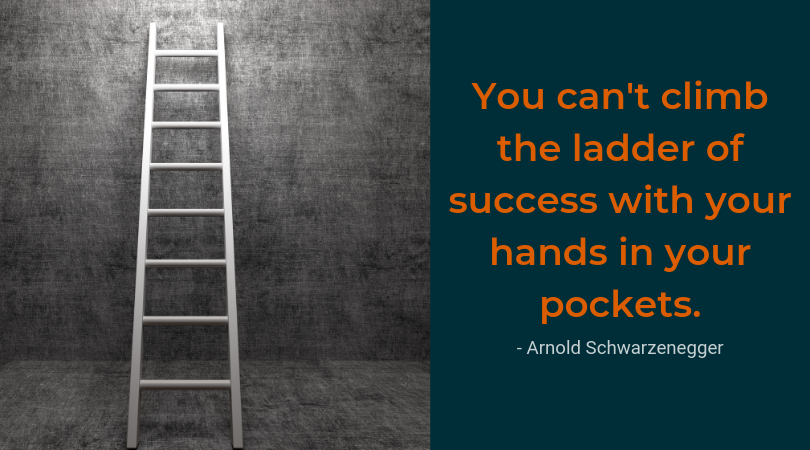 You can't climb
the ladder of
success with your
hands in your
pockets.
- Arnold Schwarzenegger